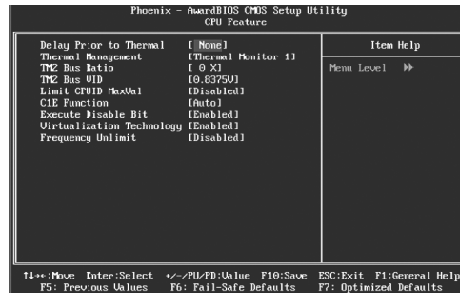 Phoenix - AwardBIOS CMOS Setup Utility
CPU Feature
Delay Prior to Thermal [ None]
Thermal Management [Thermal Monitor 1]
TM2 Bus Ratio [ 0 X]
TM2 Bus VID [0.8375V]
Limit CPUID MaxVal [Disabled]
C1E Function [Auto]
Execute Disable Bit [Enabled]
Virtualization Technology [Enabled]
Frequency Unlimit [Disabled]
Item Help
Menu Level ▶▶
↑↓→←:Move Enter:Select +/-/PU/PD:Value F10:Save ESC:Exit F1:General Help
F5: Previous Values F6: Fail-Safe Defaults F7: Optimized Defaults